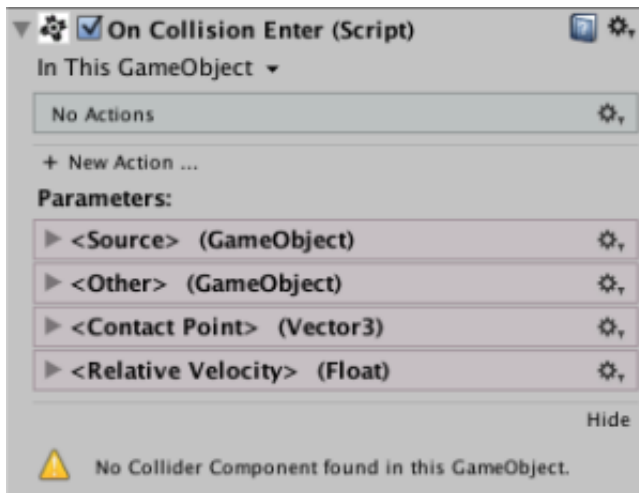 On Collision Enter (Script)
In This GameObject
No Actions
+ New Action ...
Parameters:
<Source> (GameObject)
<Other> (GameObject)
<Contact Point> (Vector3)
<Relative Velocity> (Float)
Hide
No Collider Component found in this GameObject.